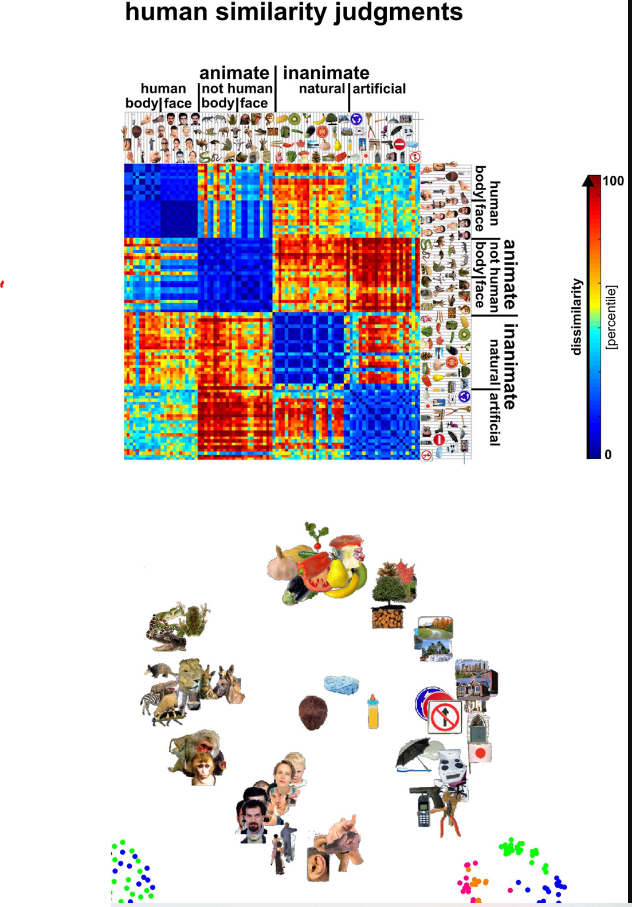 human similarity judgments
animate inanimate
human not human natural artificial
body face body face
human
body face
animate
not human
body face
inanimate
natural artificial
100
dissimilarity
[percentile]
0